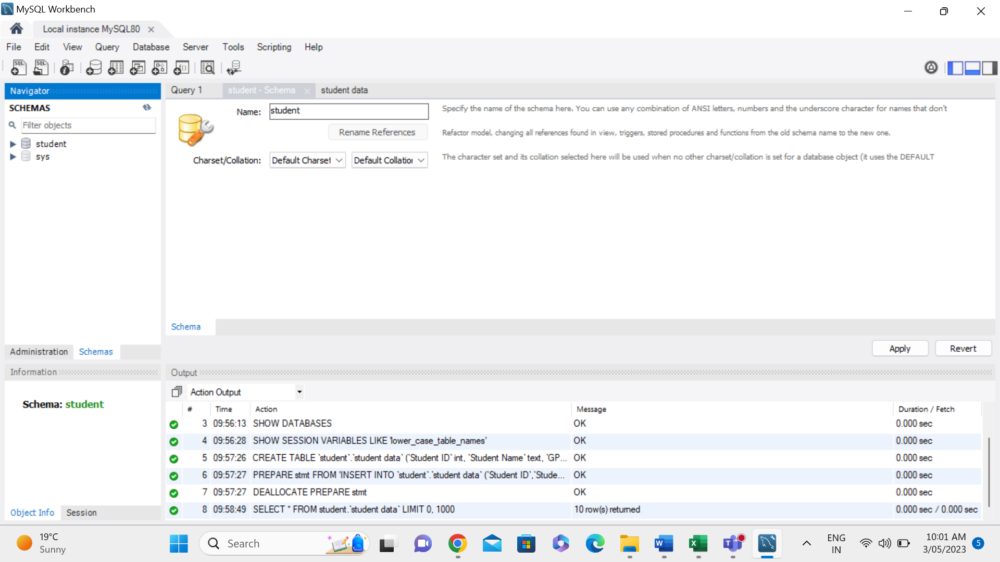 MySQL Workbench
Local instance MySQL80
File Edit View Query Database Server Tools Scripting Help
SQL SQL
Navigator
SCHEMAS
Filter objects
student
sys
Administration Schemas
Information
Schema: student
Object Info Session
Query 1 student - Schema student data
Name: student Specify the name of the schema here. You can use any combination of ANSI letters, numbers and the underscore character for names that don't
Rename References Refactor model, changing all references found in view, triggers, stored procedures and functions from the old schema name to the new one.
Charset/Collation: Default Charset Default Collation The character set and its collation selected here will be used when no other charset/collation is set for a database object (it uses the DEFAULT
Schema
Apply Revert
Output
Action Output
# Time Action Message Duration / Fetch
3 09:56:13 SHOW DATABASES OK 0.000 sec
4 09:56:28 SHOW SESSION VARIABLES LIKE 'lower_case_table_names' OK 0.000 sec
5 09:57:26 CREATE TABLE `student`.`student data` (`Student ID` int, `Student Name` text, `GP... OK 0.000 sec
6 09:57:27 PREPARE stmt FROM 'INSERT INTO `student`.`student data` (`Student ID`,`Stude... OK 0.000 sec
7 09:57:27 DEALLOCATE PREPARE stmt OK 0.000 sec
8 09:58:49 SELECT * FROM student.`student data` LIMIT 0, 1000 10 row(s) returned 0.000 sec / 0.000 sec
19°C
Sunny
Search
ENG
IN
10:01 AM
3/05/2023
5